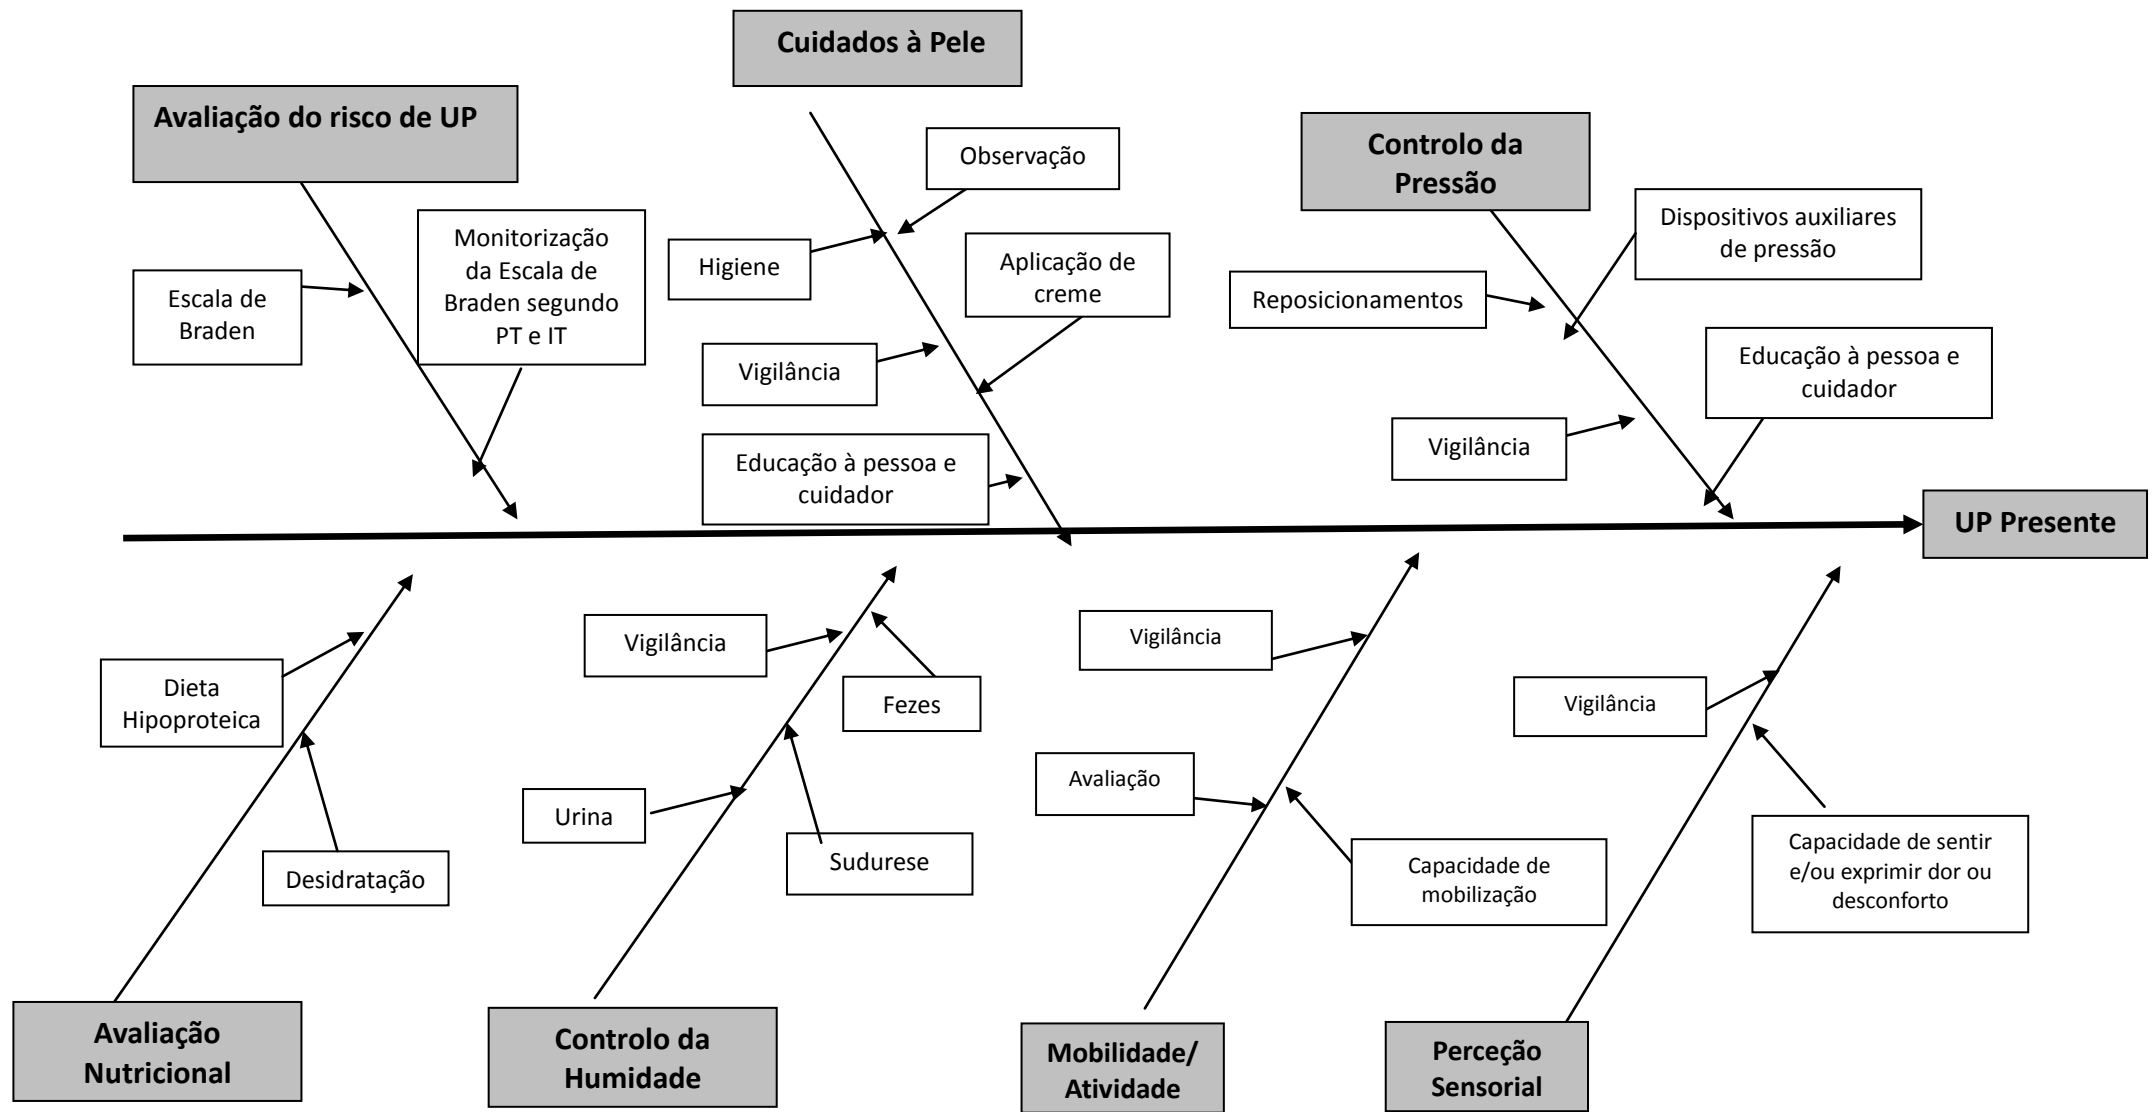 Cuidados à Pele
Avaliação do risco de UP
Controlo da
Pressão
Observação
Dispositivos auxiliares
de pressão
Monitorização
da Escala de
Braden segundo
PT e IT
Higiene
Aplicação de
creme
Reposicionamentos
Escala de
Braden
Vigilância
Educação à pessoa e
cuidador
Educação à pessoa e
cuidador
Vigilância
UP Presente
Vigilância
Vigilância
Dieta
Hipoproteica
Fezes
Vigilância
Urina
Avaliação
Desidratação
Sudurese
Capacidade de
mobilização
Capacidade de sentir
e/ou exprimir dor ou
desconforto
Avaliação
Nutricional
Controlo da
Humidade
Mobilidade/
Atividade
Perceção
Sensorial